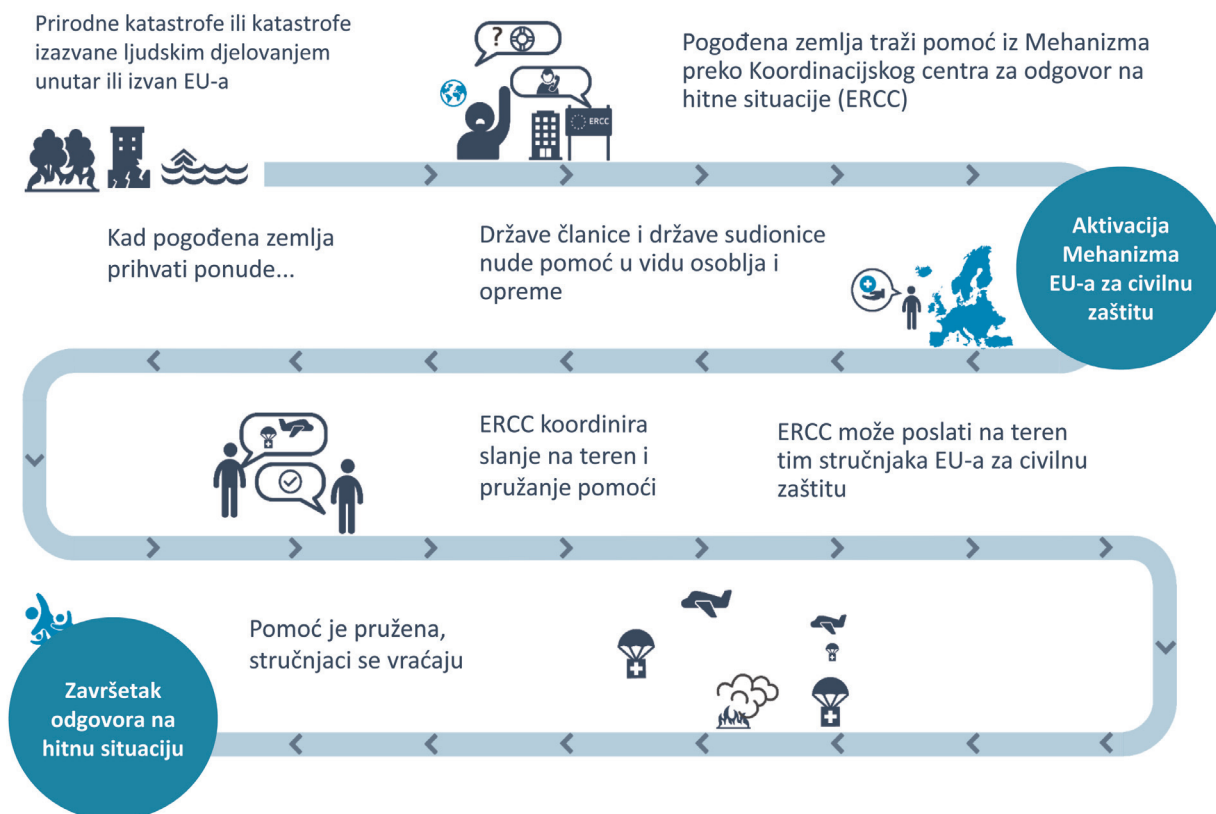 Prirodne katastrofe ili katastrofe
izazvane ljudskim djelovanjem
unutar ili izvan EU-a
?
ERCC
Pogođena zemlja traži pomoć iz Mehanizma
preko Koordinacijskog centra za odgovor na
hitne situacije (ERCC)
Aktivacija
Mehanizma
EU-a za civilnu
zaštitu
Države članice i države sudionice
nude pomoć u vidu osoblja i
opreme
Kad pogođena zemlja
prihvati ponude...
ERCC koordinira
slanje na teren i
pružanje pomoći
ERCC može poslati na teren
tim stručnjaka EU-a za civilnu
zaštitu
Pomoć je pružena,
stručnjaci se vraćaju
Završetak
odgovora na
hitnu situaciju